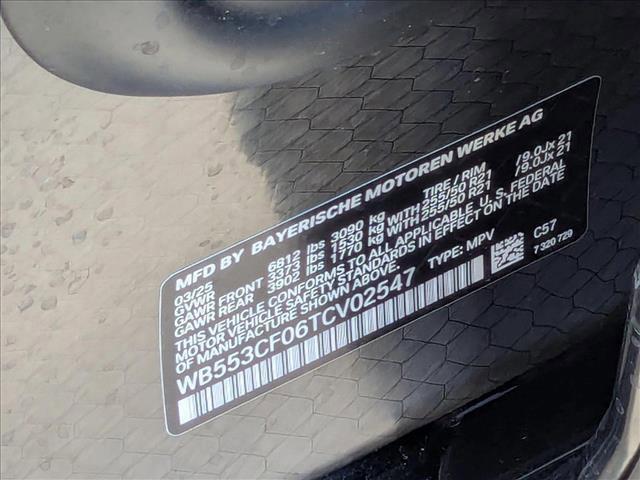 MFD BY BAYERISCHE MOTOREN WERKE AG
03/25 TIRE / RIM
GVWR 6812 lbs 3090 kg
GAWR FRONT 3373 lbs 1530 kg WITH 255/50 R21 /9.0Jx 21
GAWR REAR 3902 lbs 1770 kg WITH 255/50 R21 /9.0Jx 21
THIS VEHICLE CONFORMS TO ALL APPLICABLE U.S. FEDERAL
MOTOR VEHICLE SAFETY STANDARDS IN EFFECT ON THE DATE
OF MANUFACTURE SHOWN ABOVE.
WB553CF06TCV02547 TYPE: MPV C57
7 320 729